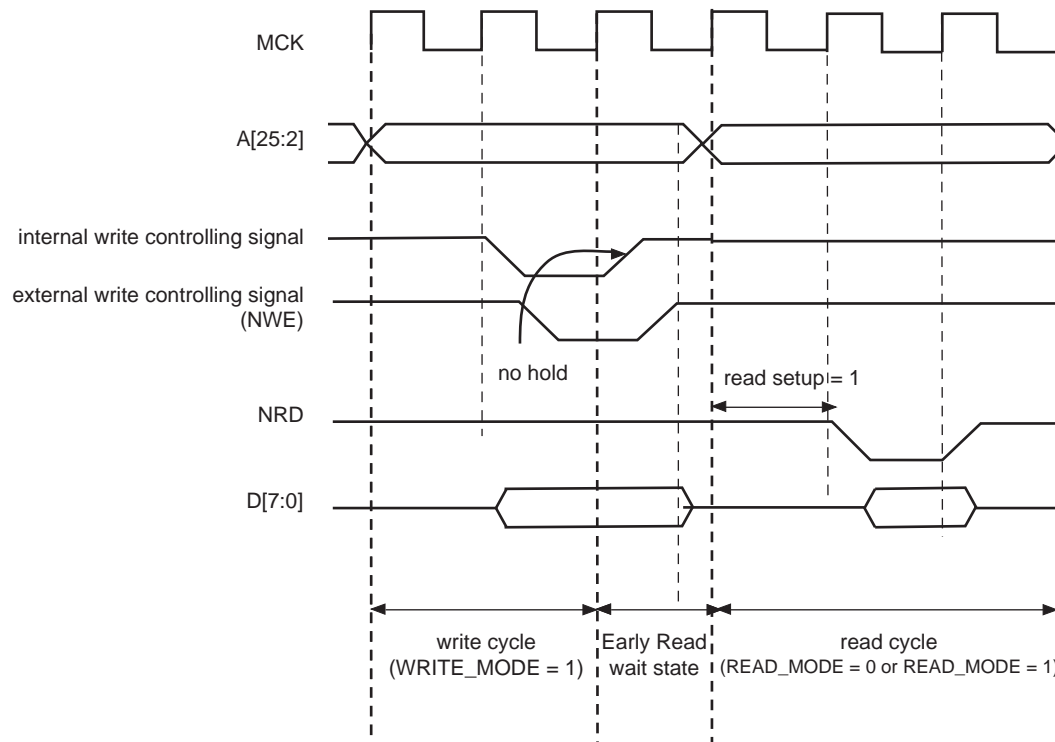 MCK
A[25:2]
internal write controlling signal
external write controlling signal
(NWE)
no hold
read setup = 1
NRD
D[7:0]
write cycle
(WRITE_MODE = 1)
Early Read
wait state
read cycle
(READ_MODE = 0 or READ_MODE = 1)